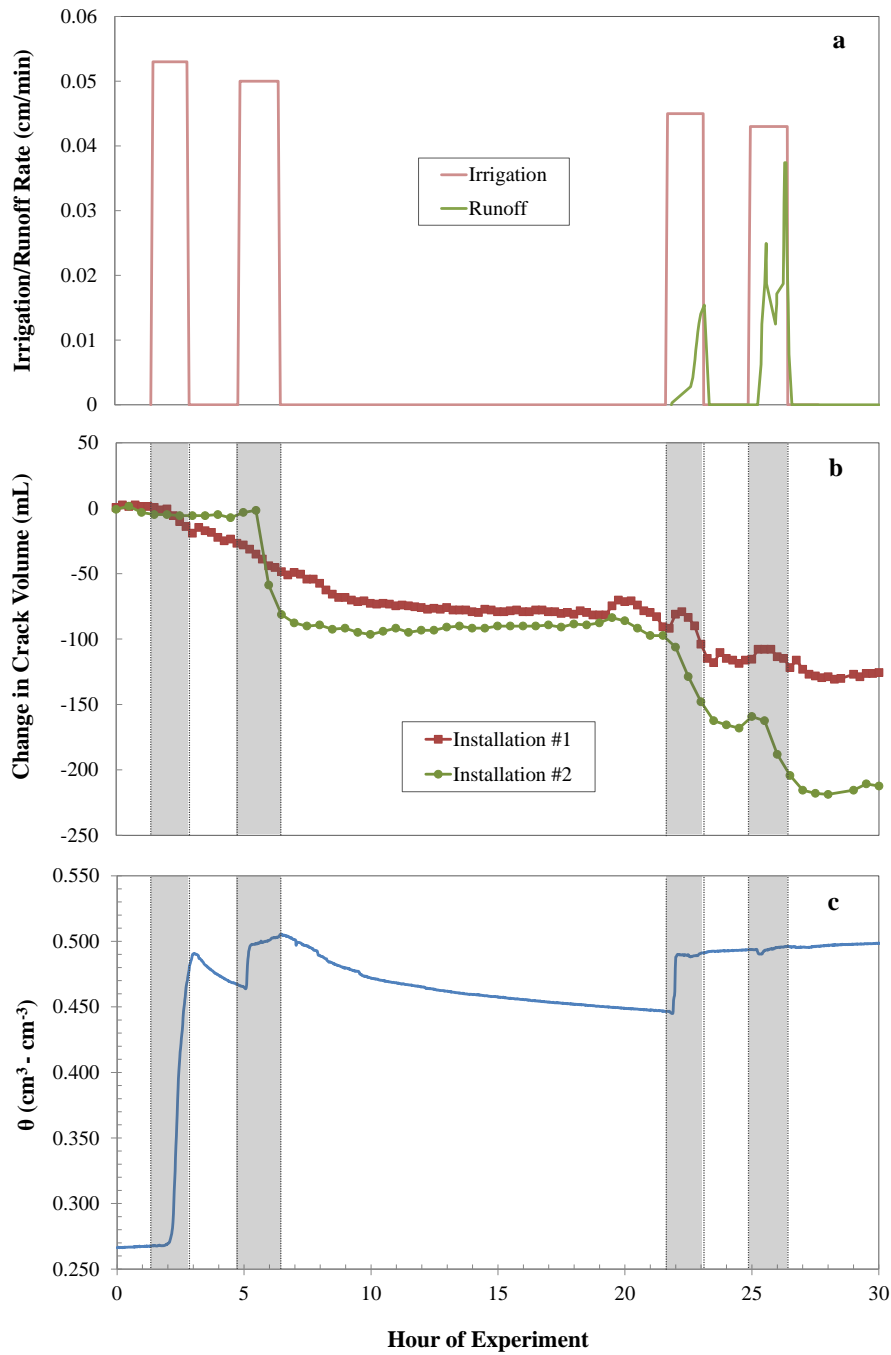 a
Irrigation/Runoff Rate (cm/min)
0.06
0.05
0.04
0.03
0.02
0.01
0
Irrigation
Runoff
b
Change in Crack Volume (mL)
50
0
-50
-100
-150
-200
-250
Installation #1
Installation #2
c
θ (cm³ - cm⁻³)
0.550
0.500
0.450
0.400
0.350
0.300
0.250
0 5 10 15 20 25 30
Hour of Experiment